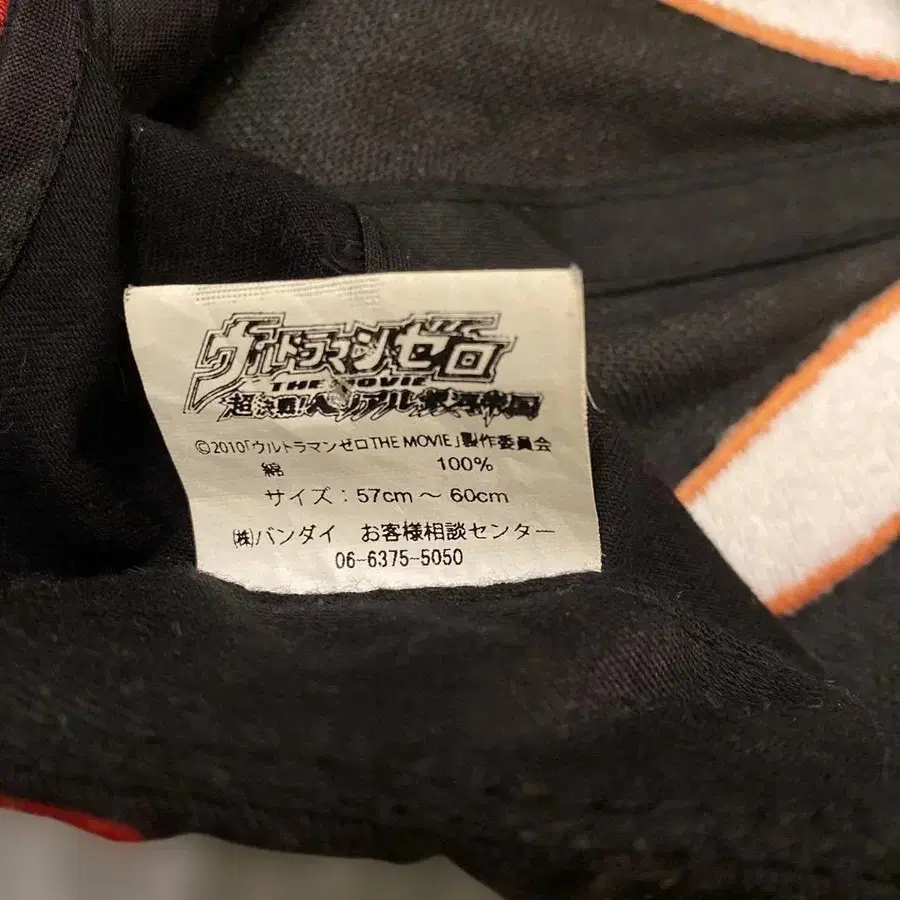 ウルトラマンゼロ
THE MOVIE
超決戦!ベリアル銀河帝国
©2010「ウルトラマンゼロTHE MOVIE」製作委員会
綿 100%
サイズ：57cm～60cm
㈱バンダイ お客様相談センター
06-6375-5050